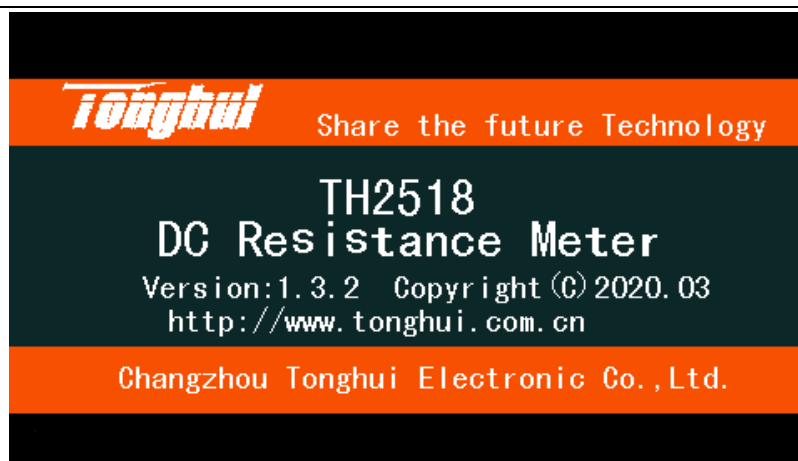 Tonghui
Share the future Technology
TH2518
DC Resistance Meter
Version:1.3.2 Copyright(C)2020.03
http://www.tonghui.com.cn
Changzhou Tonghui Electronic Co.,Ltd.